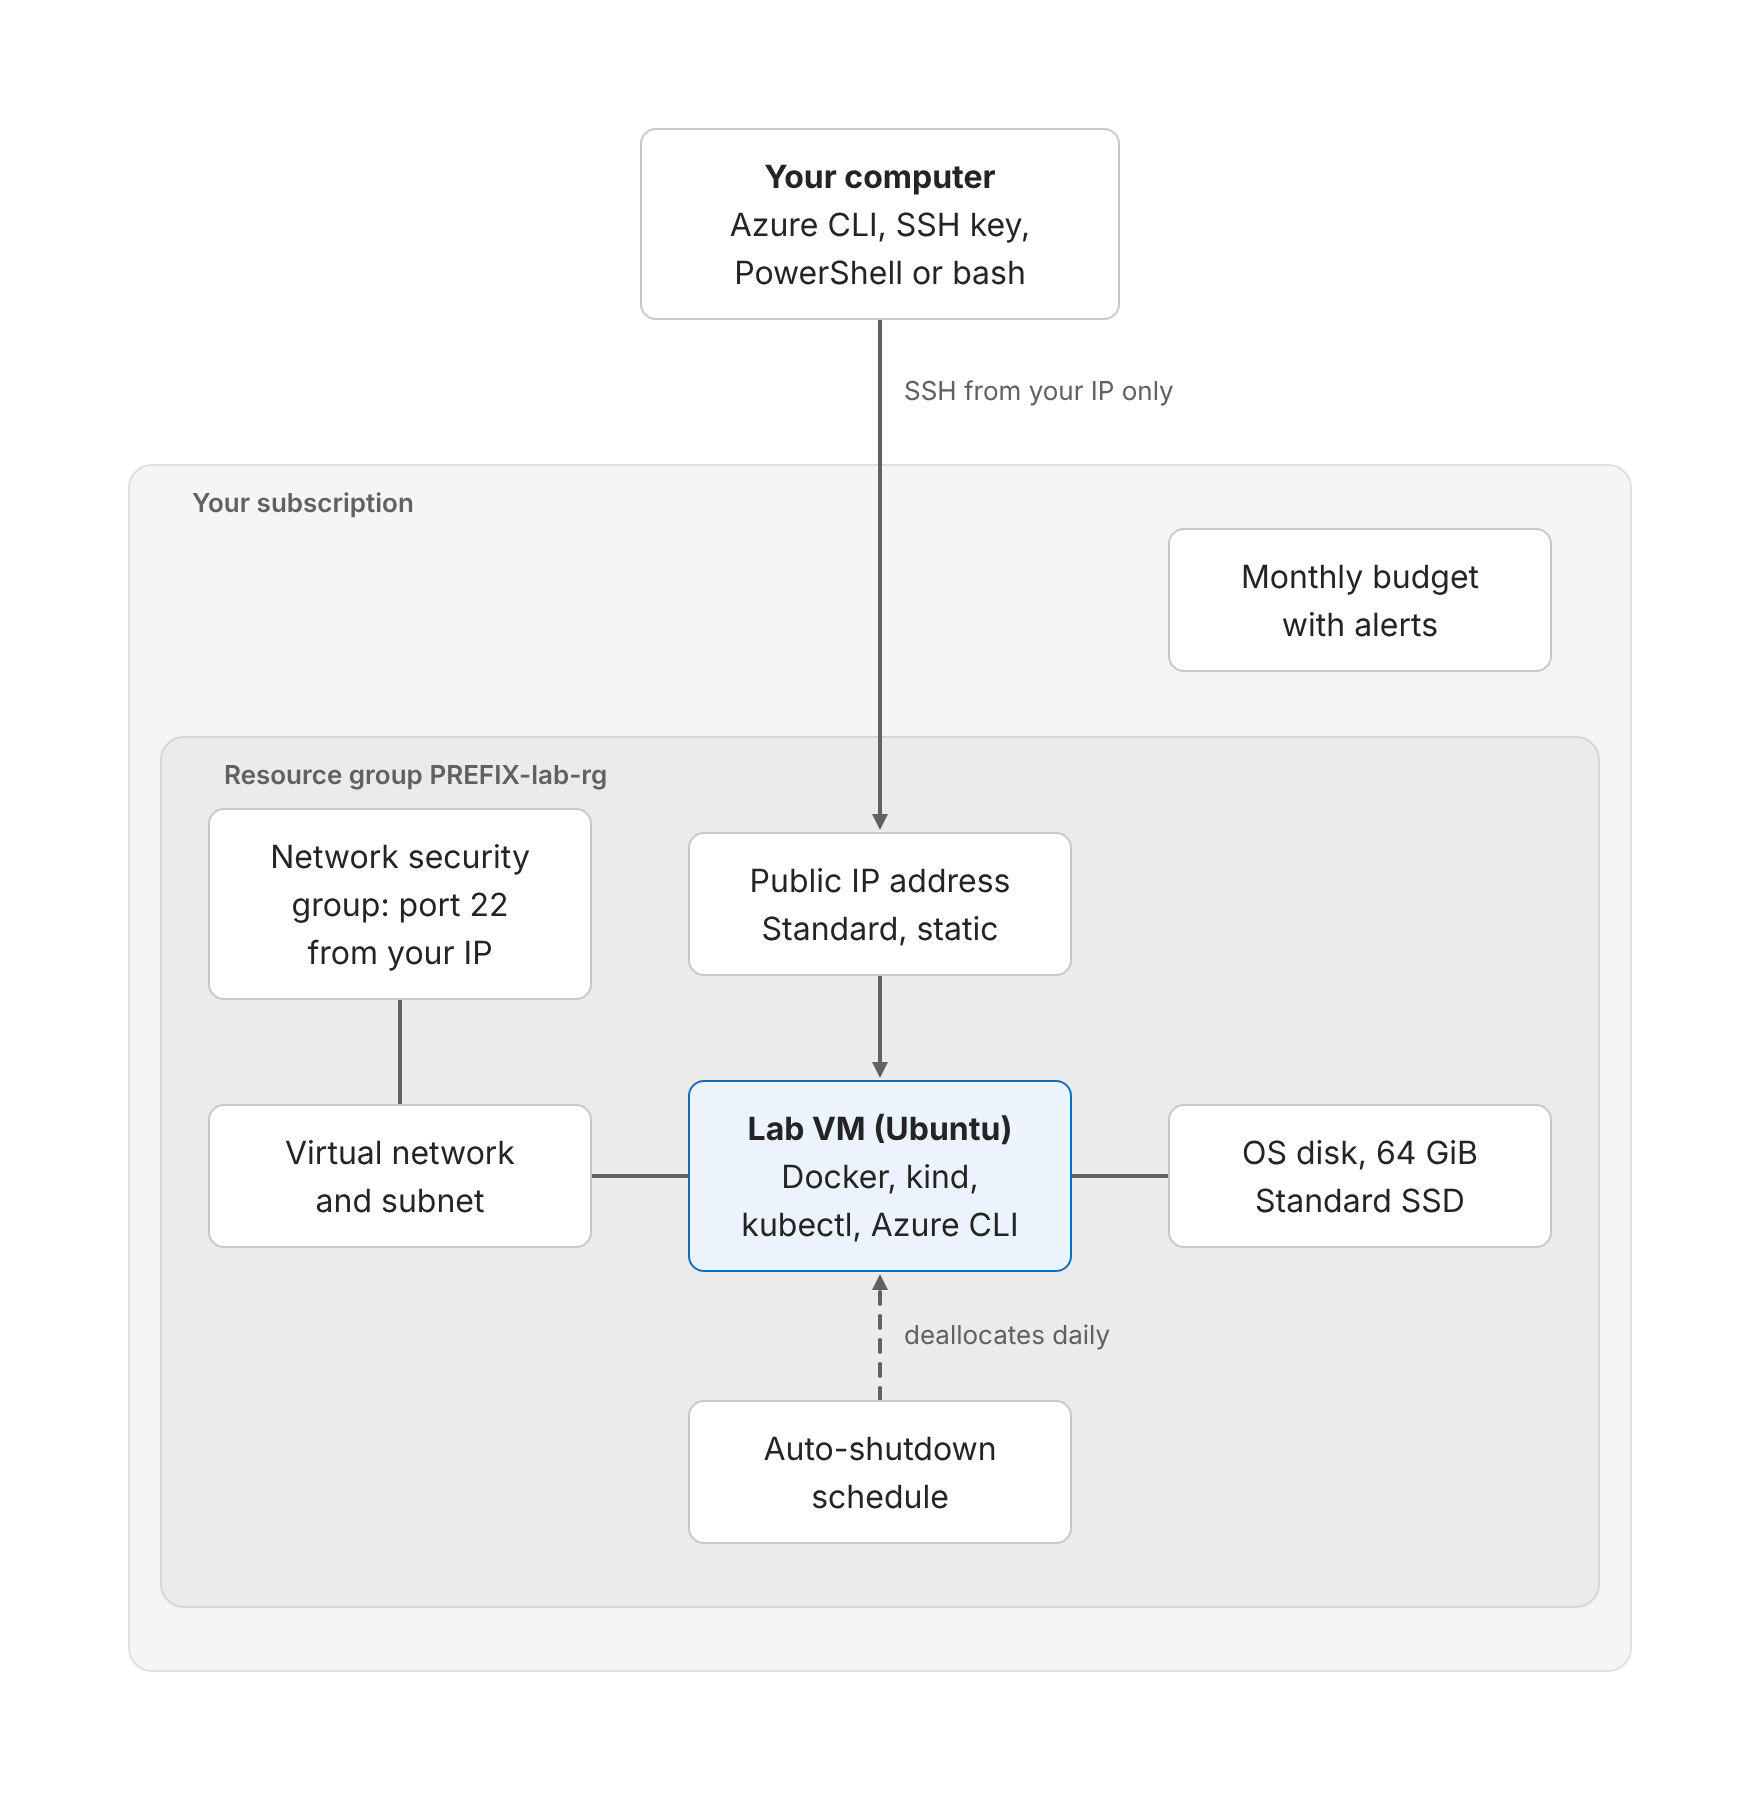 Your computer
Azure CLI, SSH key,
PowerShell or bash
SSH from your IP only
Your subscription
Monthly budget
with alerts
Resource group PREFIX-lab-rg
Network security
group: port 22
from your IP
Public IP address
Standard, static
Virtual network
and subnet
Lab VM (Ubuntu)
Docker, kind,
kubectl, Azure CLI
OS disk, 64 GiB
Standard SSD
deallocates daily
Auto-shutdown
schedule